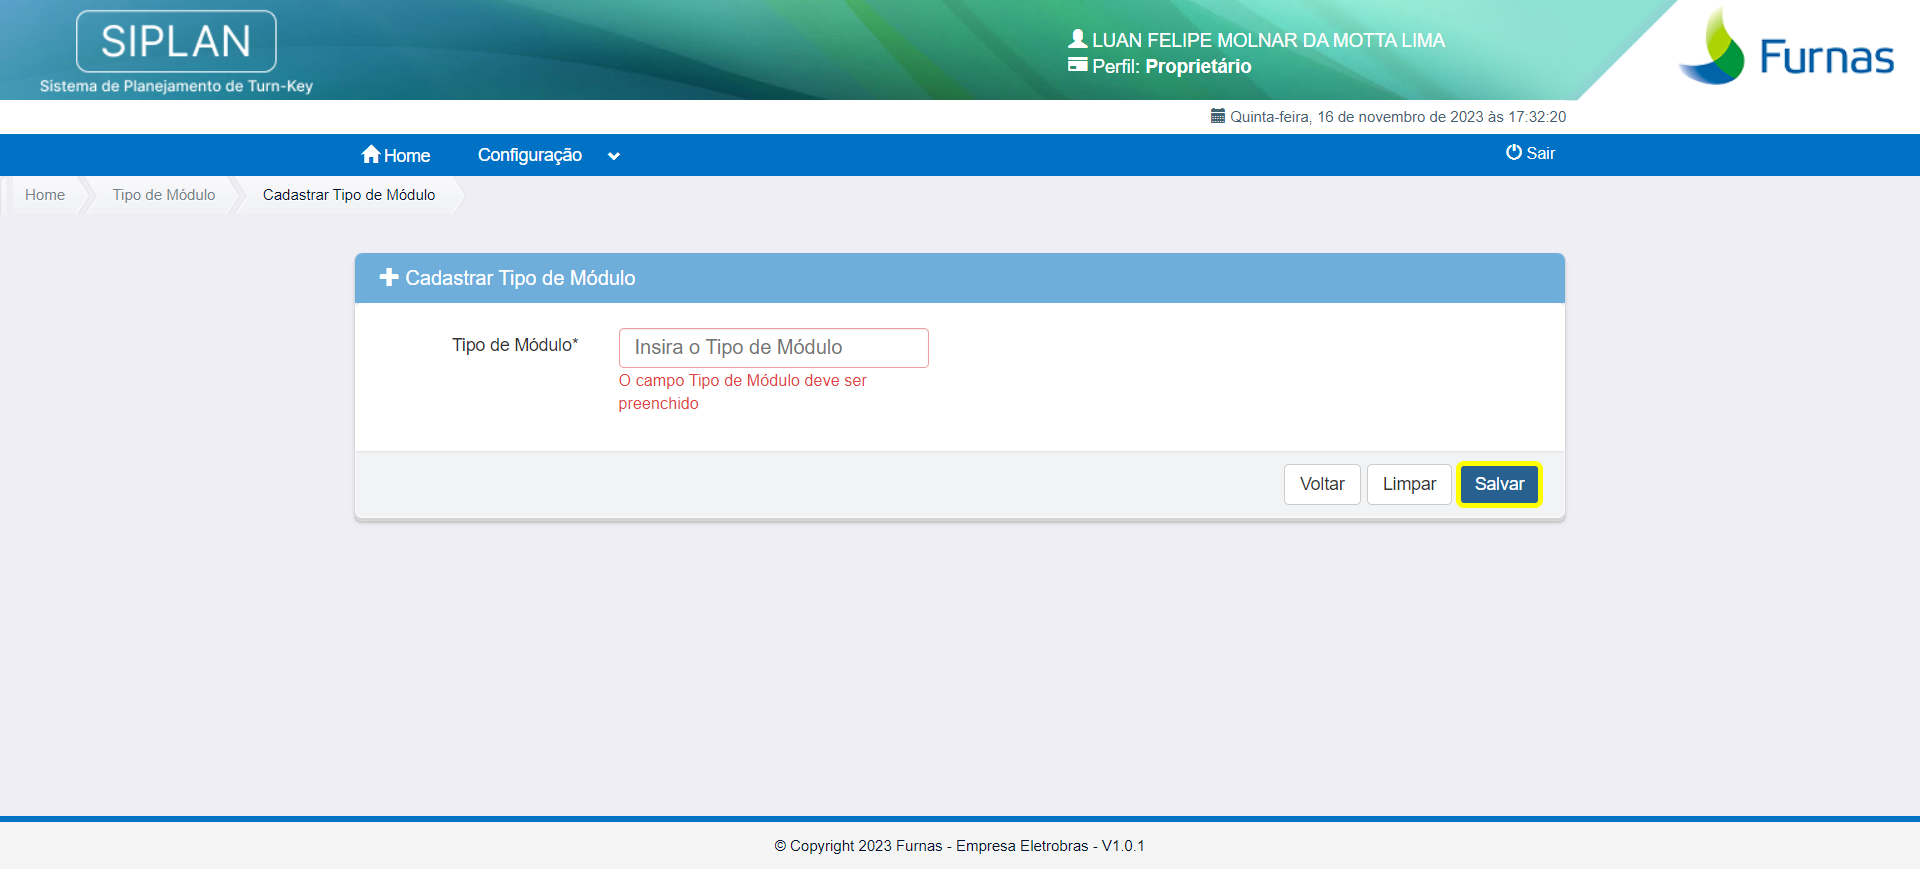 SIPLAN
Sistema de Planejamento de Turn-Key
LUAN FELIPE MOLNAR DA MOTTA LIMA
Perfil: Proprietário
Furnas
Quinta-feira, 16 de novembro de 2023 às 17:32:20
Home Configuração Sair
Home Tipo de Módulo Cadastrar Tipo de Módulo
Cadastrar Tipo de Módulo
Tipo de Módulo* Insira o Tipo de Módulo
O campo Tipo de Módulo deve ser
preenchido
Voltar Limpar Salvar
© Copyright 2023 Furnas - Empresa Eletrobras - V1.0.1